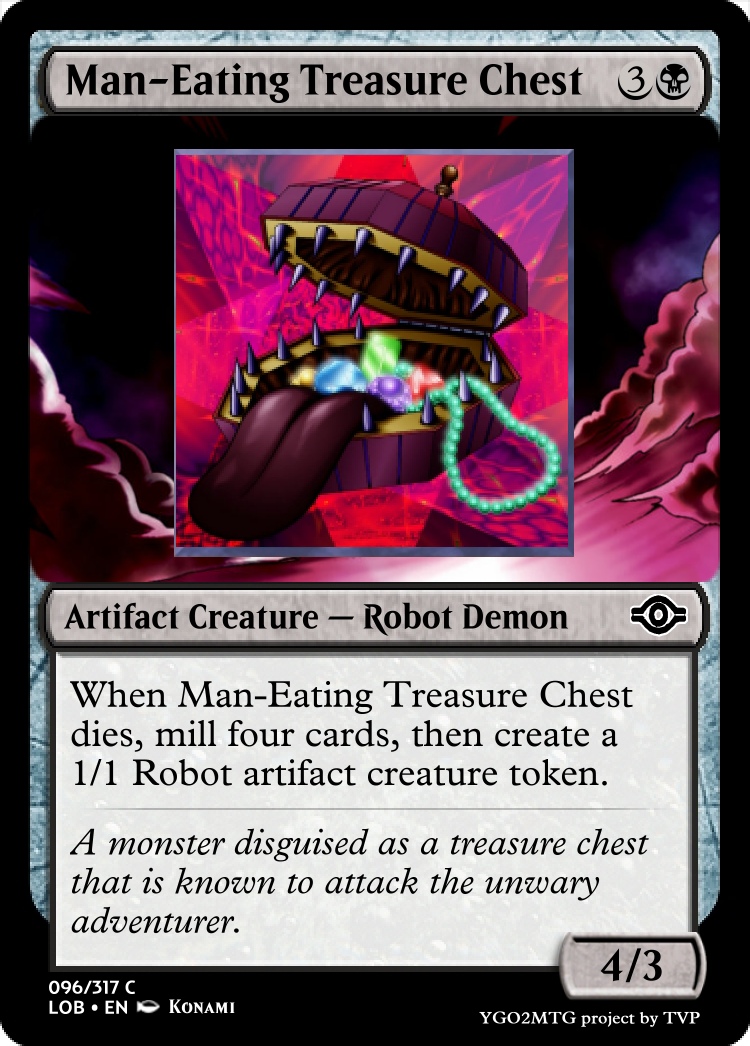 Man-Eating Treasure Chest 3
Artifact Creature — Robot Demon
When Man-Eating Treasure Chest
dies, mill four cards, then create a
1/1 Robot artifact creature token.
A monster disguised as a treasure chest
that is known to attack the unwary
adventurer.
4/3
096/317 C
LOB • EN Konami
YGO2MTG project by TVP